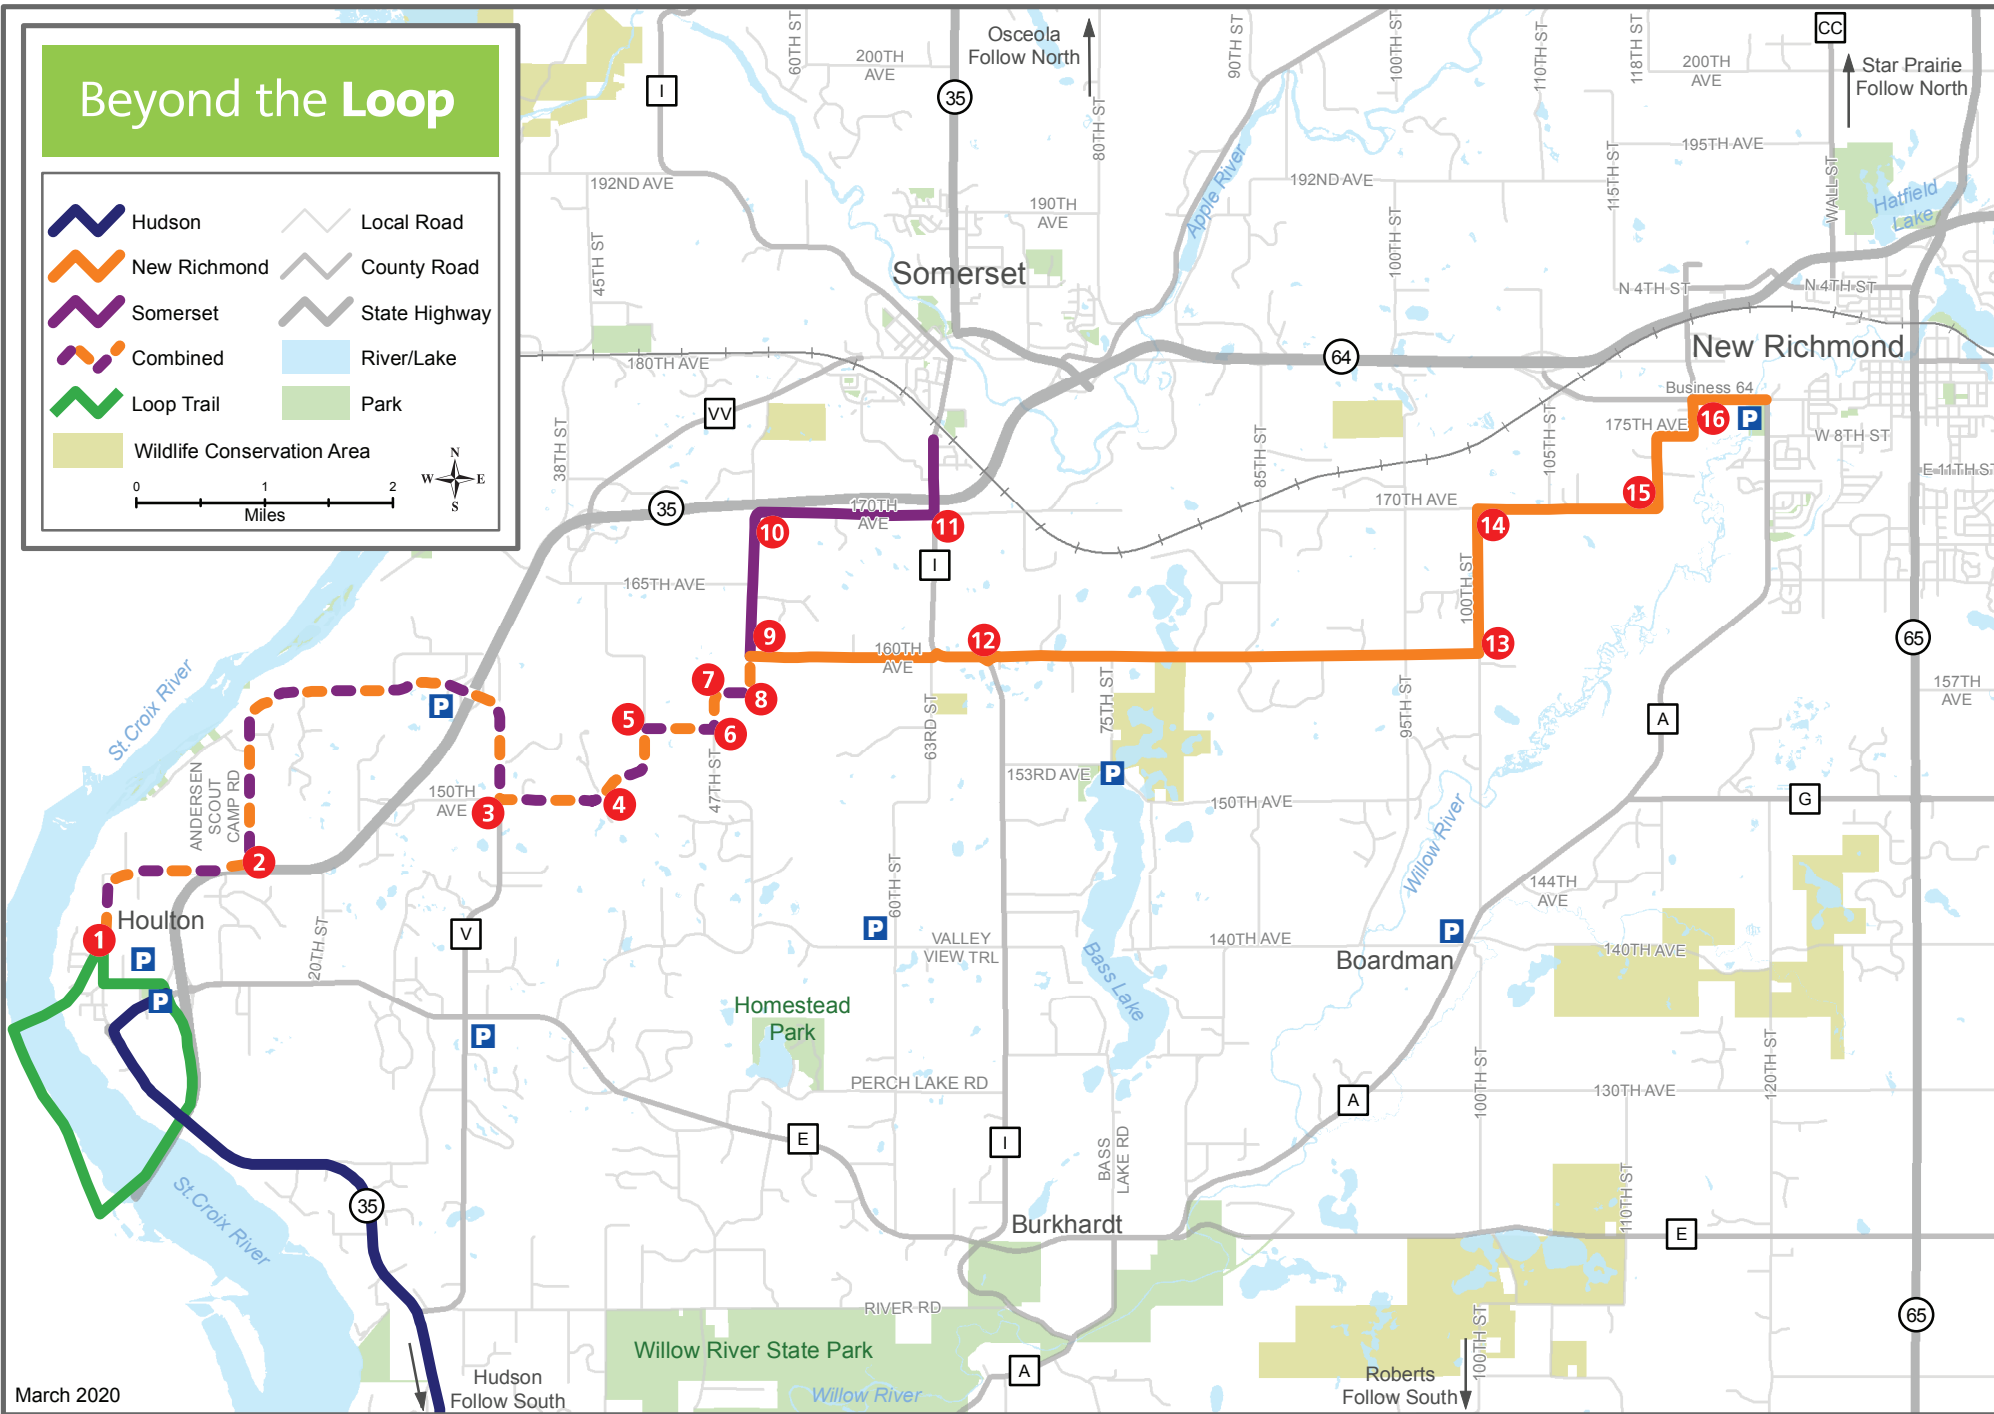 Beyond the Loop
Hudson
New Richmond
Somerset
Combined
Loop Trail
Wildlife Conservation Area
Local Road
County Road
State Highway
River/Lake
Park
N
W E
S
0 1 2
Miles
60TH ST
200TH
AVE
35
Osceola
Follow North
80TH ST
90TH ST
100TH ST
110TH ST
118TH ST
200TH
AVE
CC
Star Prairie
Follow North
I
192ND AVE
45TH ST
190TH
AVE
Apple River
192ND AVE
100TH ST
115TH ST
195TH AVE
WALL ST
Hatfield
Lake
Somerset
N 4TH ST
N 4TH ST
180TH AVE
64
New Richmond
Business 64
VV
38TH ST
85TH ST
105TH ST
175TH AVE
16
P
W 8TH ST
E 11TH ST
35
170TH
AVE
10
11
170TH AVE
14
15
I
165TH AVE
100TH ST
9
160TH
AVE
12
13
65
St.Croix River
7
8
5
6
P
47TH ST
63RD ST
75TH ST
95TH ST
157TH
AVE
A
ANDERSEN
SCOUT
CAMP RD
150TH
AVE
3
4
153RD AVE
P
150TH AVE
G
2
Willow River
60TH ST
144TH
AVE
Houlton
1
P
20TH ST
V
P
VALLEY
VIEW TRL
140TH AVE
P
Boardman
140TH AVE
Bass Lake
P
P
Homestead
Park
PERCH LAKE RD
100TH ST
120TH ST
130TH AVE
A
E
I
BASS
LAKE RD
110TH ST
St.Croix River
35
Burkhardt
E
RIVER RD
65
Willow River State Park
100TH ST
A
Roberts
Follow South
Hudson
Follow South
Willow River
March 2020